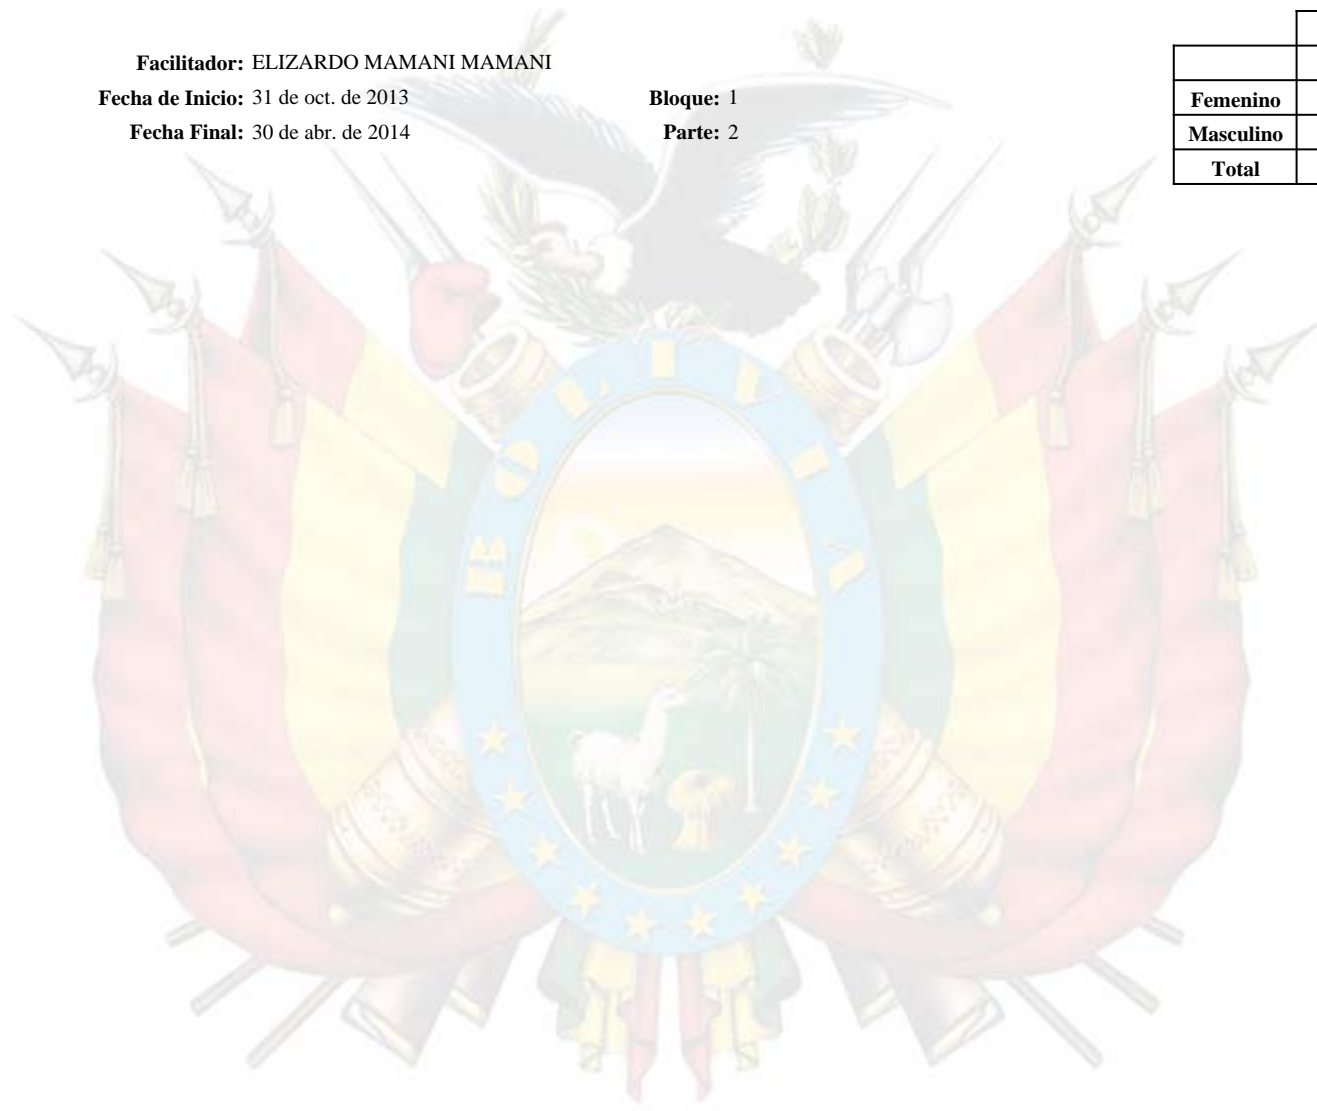 Facilitador: ELIZARDO MAMANI MAMANI
Fecha de Inicio: 31 de oct. de 2013 Bloque: 1
Fecha Final: 30 de abr. de 2014 Parte: 2
Femenino
Masculino
Total
BOLIVIA